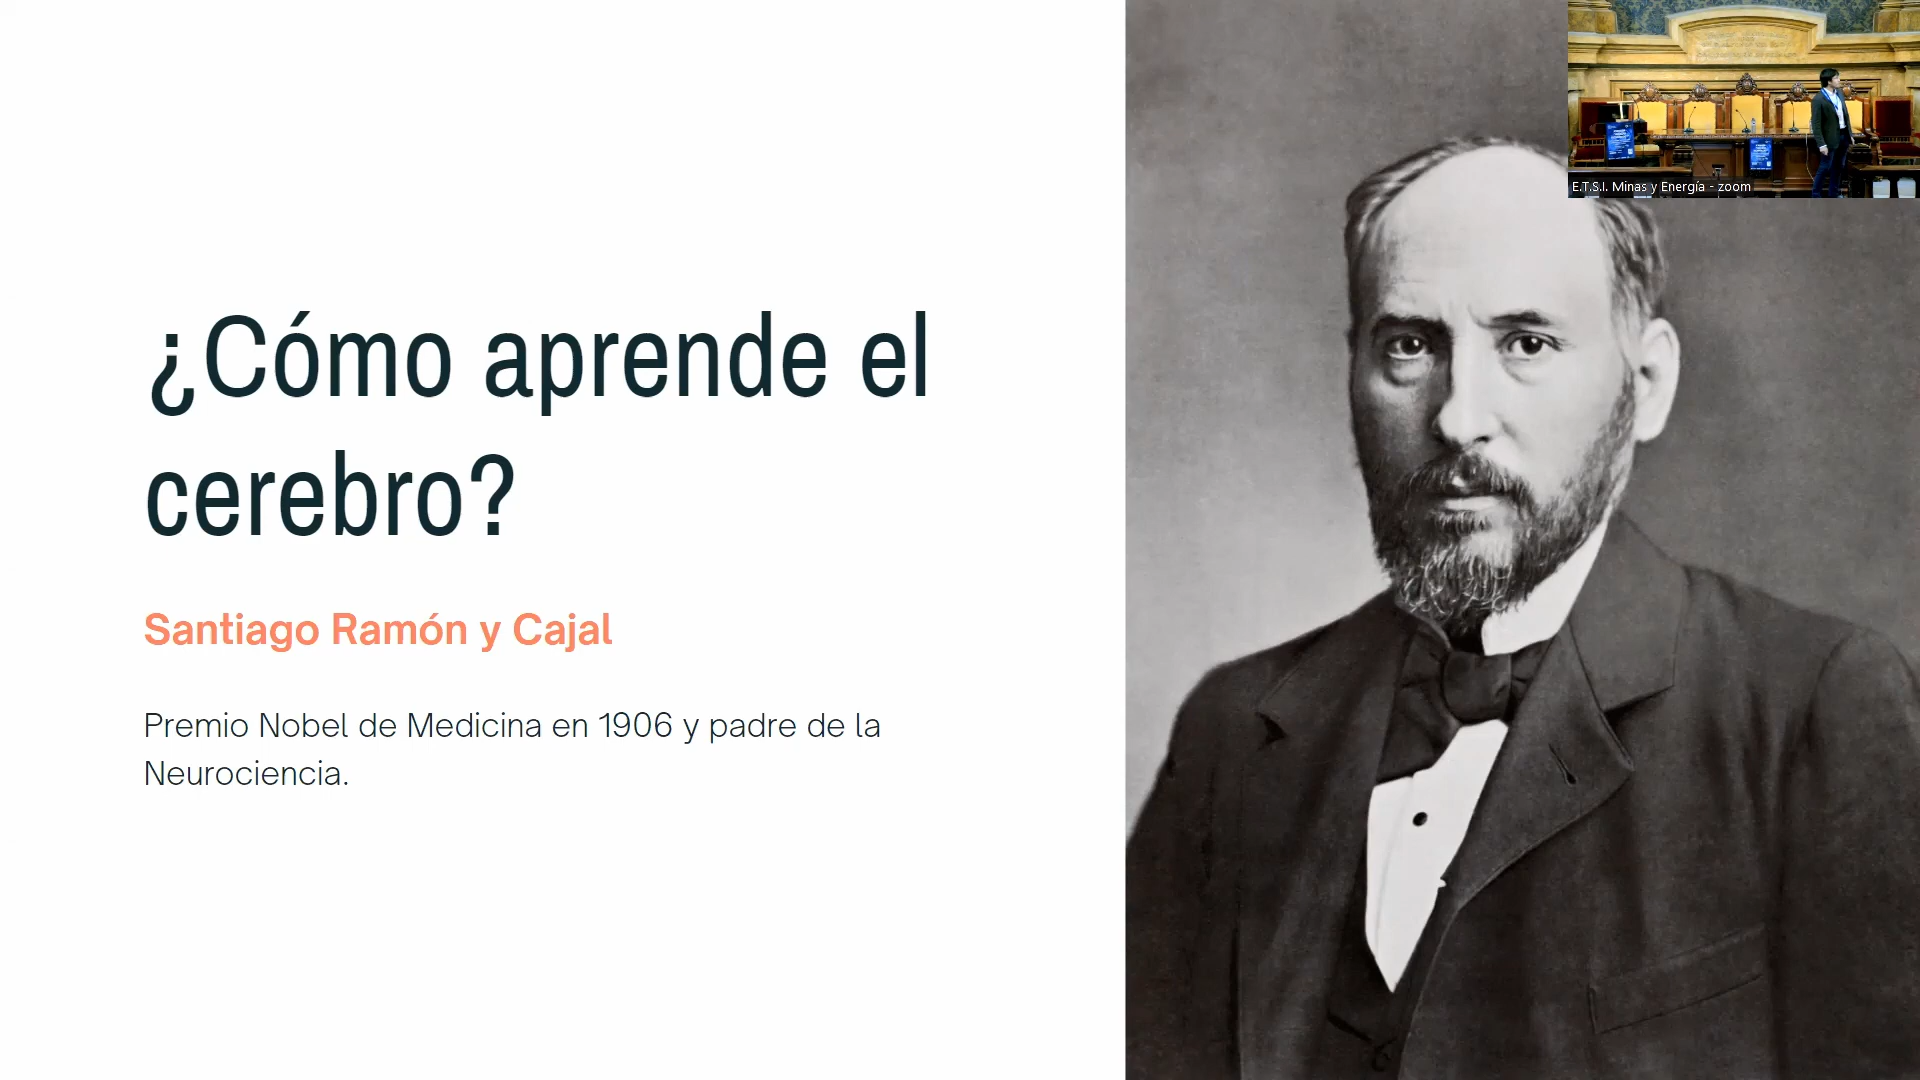 ¿Cómo aprende el
cerebro?
Santiago Ramón y Cajal
Premio Nobel de Medicina en 1906 y padre de la
Neurociencia.
E.T.S.I. Minas y Energía - zoom